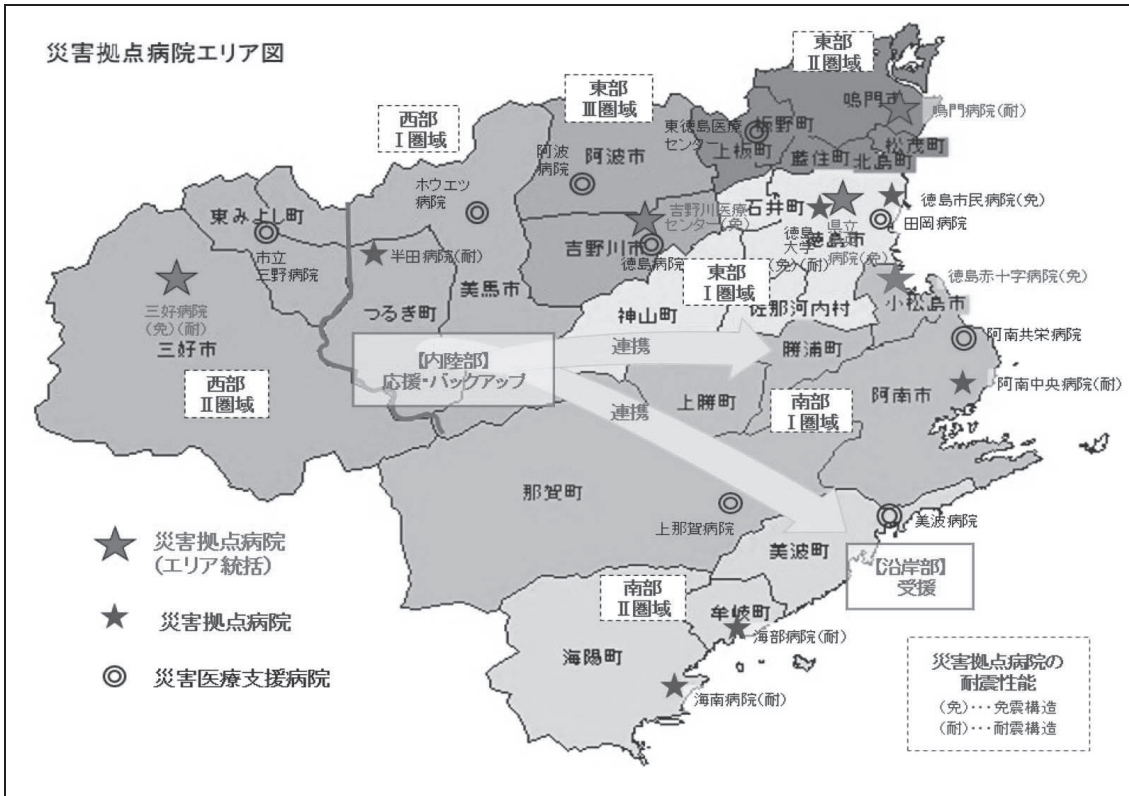 災害拠点病院エリア図
東部
Ⅱ圏域
鳴門市
鳴門病院(耐)
東部
Ⅲ圏域
西部
Ⅰ圏域
東徳島医療
センター
板野町
上板町
藍住町
北島町
松茂町
阿波
病院
阿波市
ホウエツ
病院
東みよし町
市立
三野病院
半田病院(耐)
吉野川市
吉野川医療
センター(免)
徳島病院
石井町
徳島市民病院(免)
田岡病院
徳島
大学
(免)(耐)
徳島市
県立
病院(免)
徳島赤十字病院(免)
小松島市
三好病院
(免)(耐)
三好市
つるぎ町
美馬市
東部
Ⅰ圏域
神山町
佐那河内村
【内陸部】
応援・バックアップ
連携
連携
勝浦町
阿南共栄病院
阿南中央病院(耐)
西部
Ⅱ圏域
上勝町
南部
Ⅰ圏域
阿南市
那賀町
上那賀病院
美波病院
美波町
【沿岸部】
受援
南部
Ⅱ圏域
牟岐町
海部病院(耐)
海陽町
海南病院(耐)
災害拠点病院
(エリア統括)
災害拠点病院
災害医療支援病院
災害拠点病院の
耐震性能
(免)・・・免震構造
(耐)・・・耐震構造